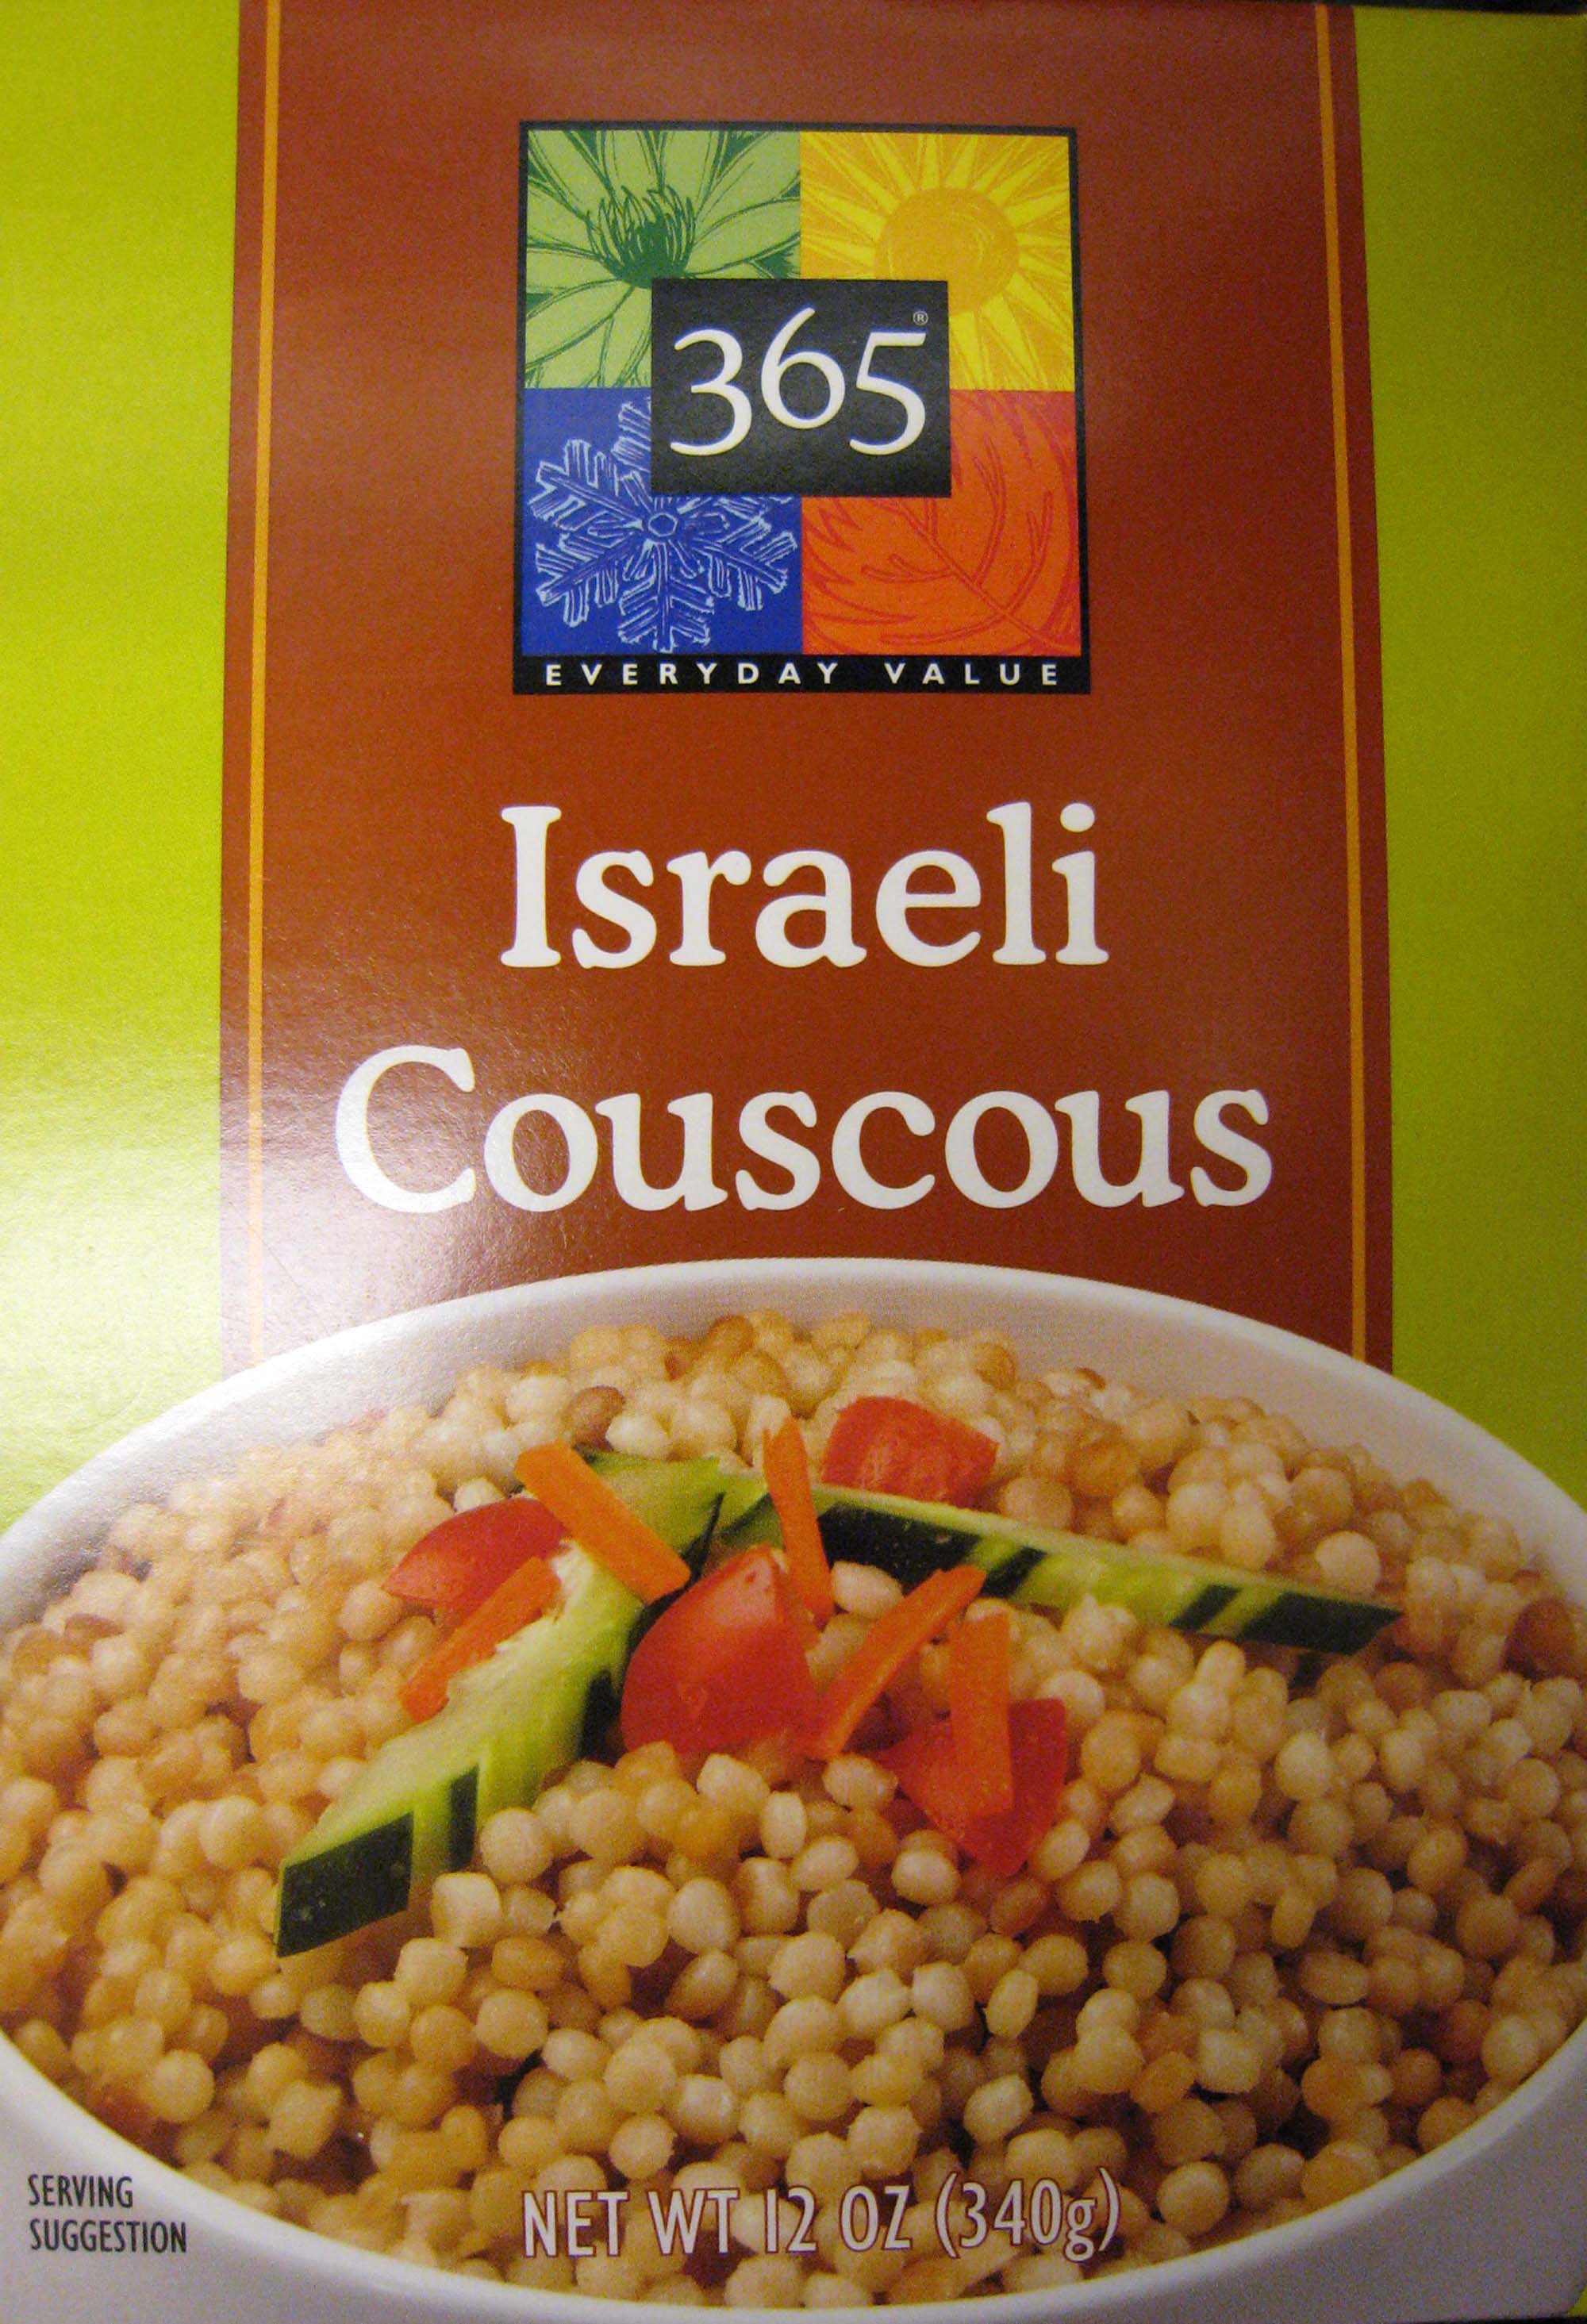 365®
EVERYDAY VALUE
Israeli
Couscous
SERVING
SUGGESTION
NET WT 12 OZ (340g)